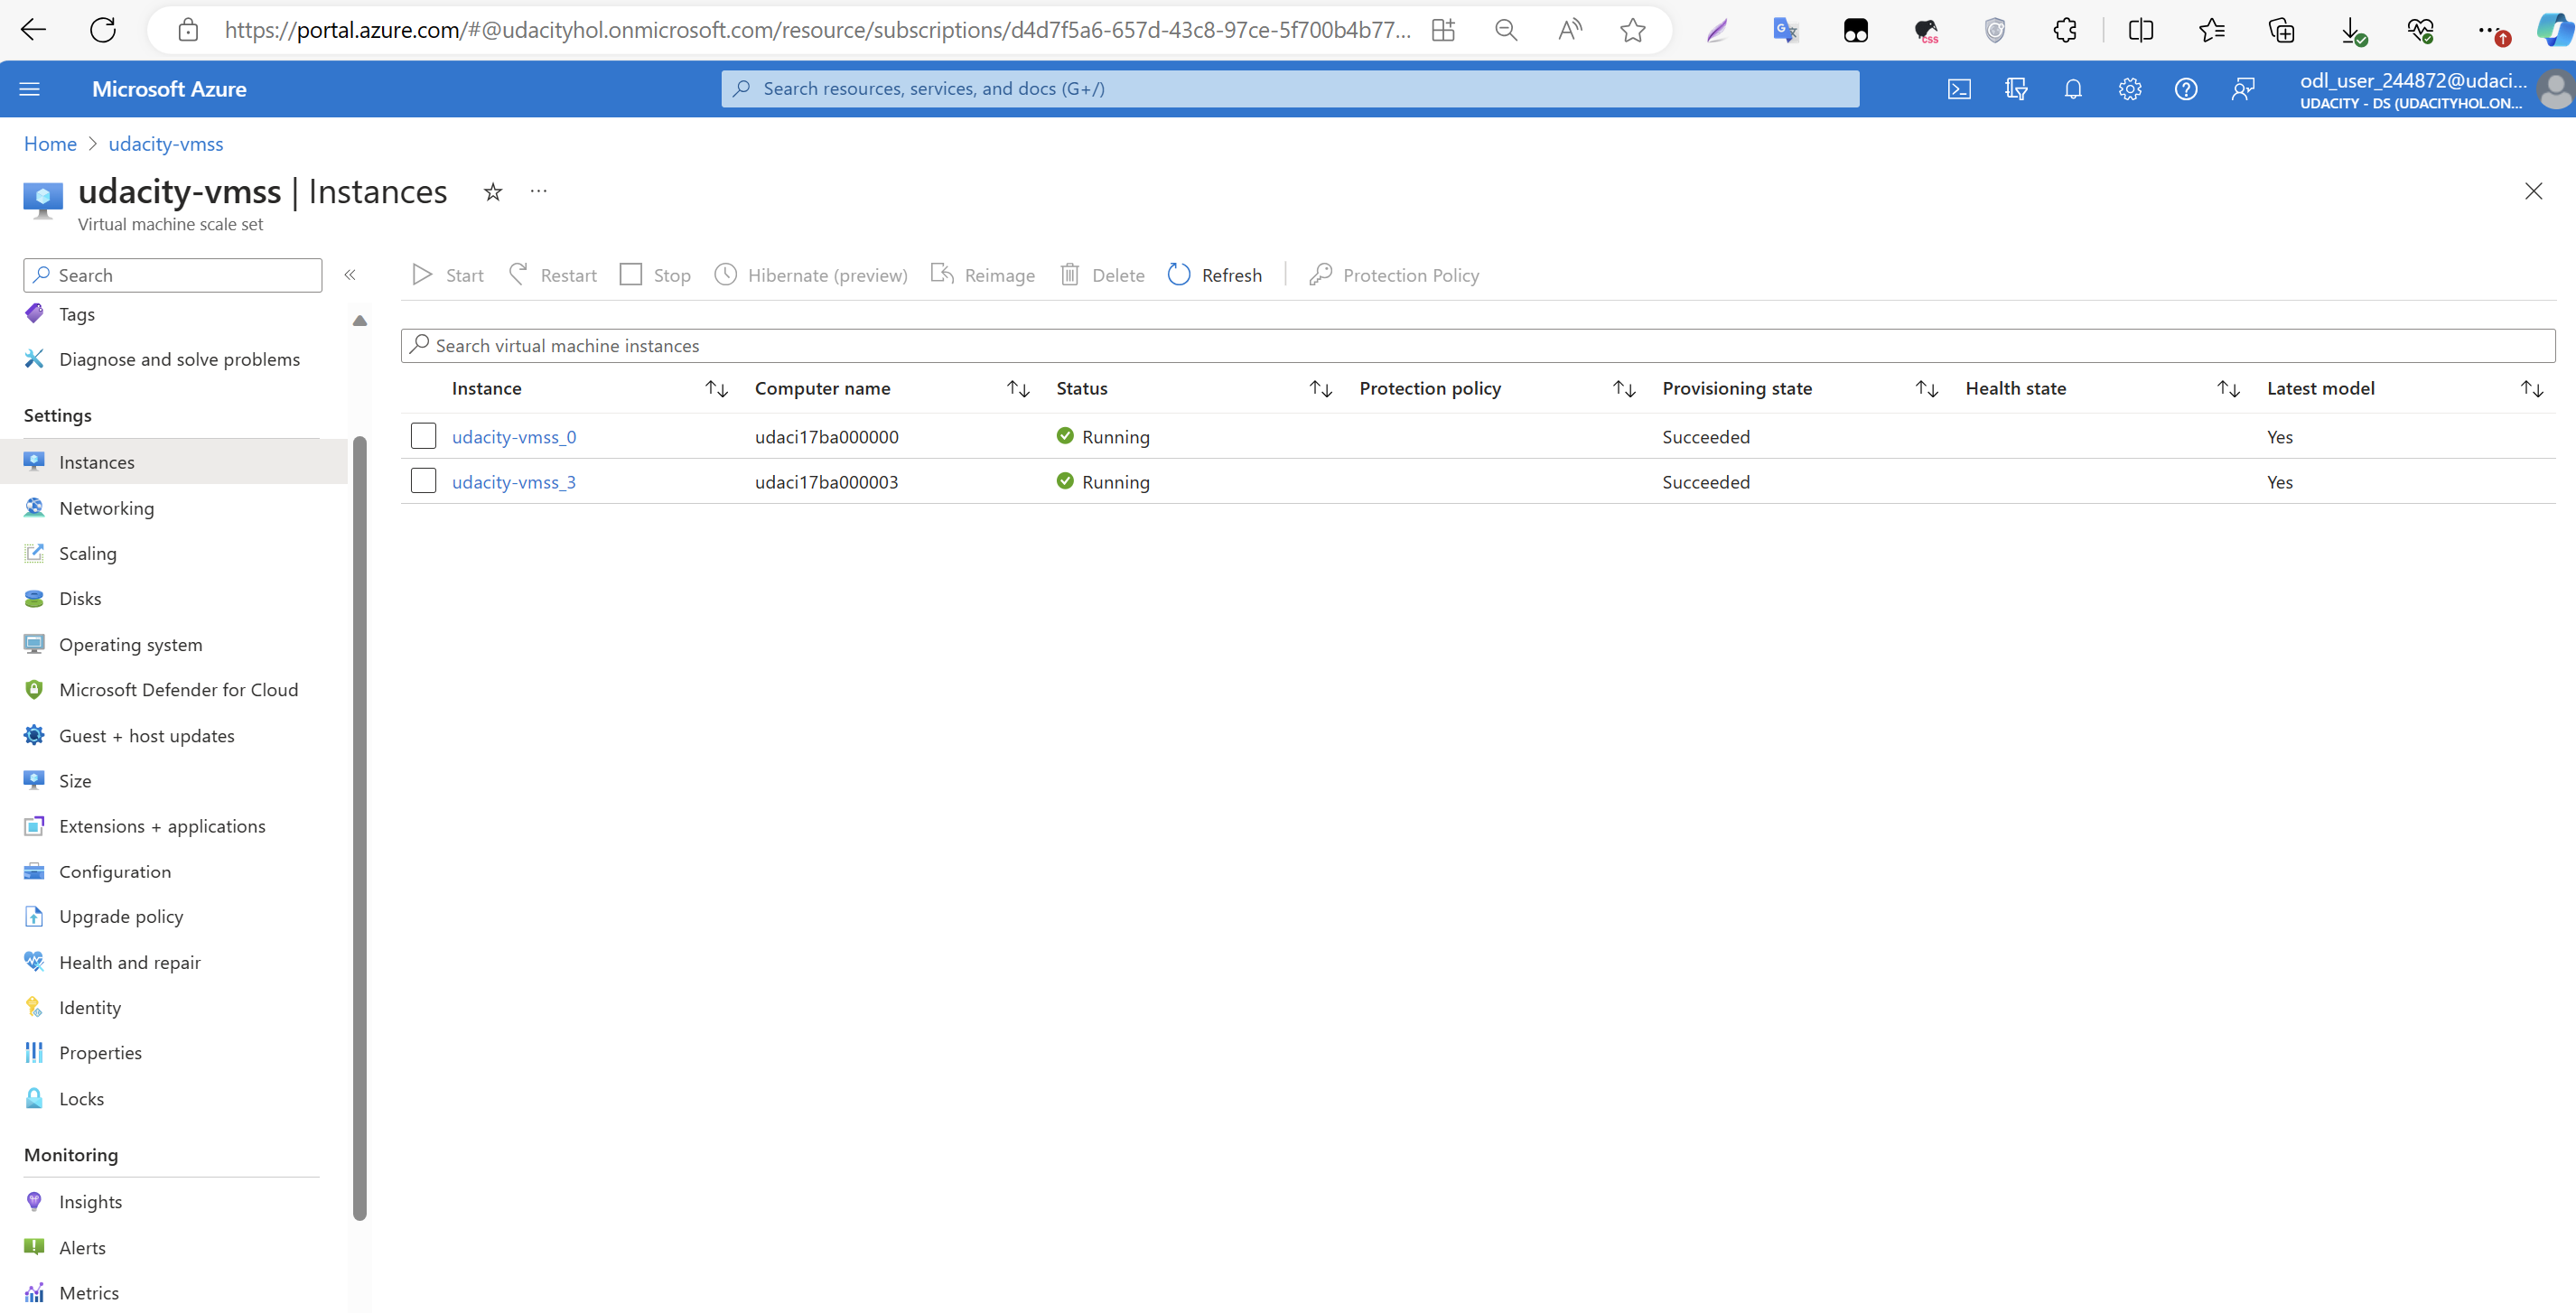 https://portal.azure.com/#@udacityhol.onmicrosoft.com/resource/subscriptions/d4d7f5a6-657d-43c8-97ce-5f700b4b77...
Microsoft Azure
Search resources, services, and docs (G+/)
odl_user_244872@udaci...
UDACITY - DS (UDACITYHOL.ON...
Home > udacity-vmss
udacity-vmss | Instances
Virtual machine scale set
Search
Start Restart Stop Hibernate (preview) Reimage Delete Refresh Protection Policy
Tags
Diagnose and solve problems
Settings
Instances
Networking
Scaling
Disks
Operating system
Microsoft Defender for Cloud
Guest + host updates
Size
Extensions + applications
Configuration
Upgrade policy
Health and repair
Identity
Properties
Locks
Monitoring
Insights
Alerts
Metrics
Search virtual machine instances
Instance Computer name Status Protection policy Provisioning state Health state Latest model
udacity-vmss_0 udaci17ba000000 Running Succeeded Yes
udacity-vmss_3 udaci17ba000003 Running Succeeded Yes